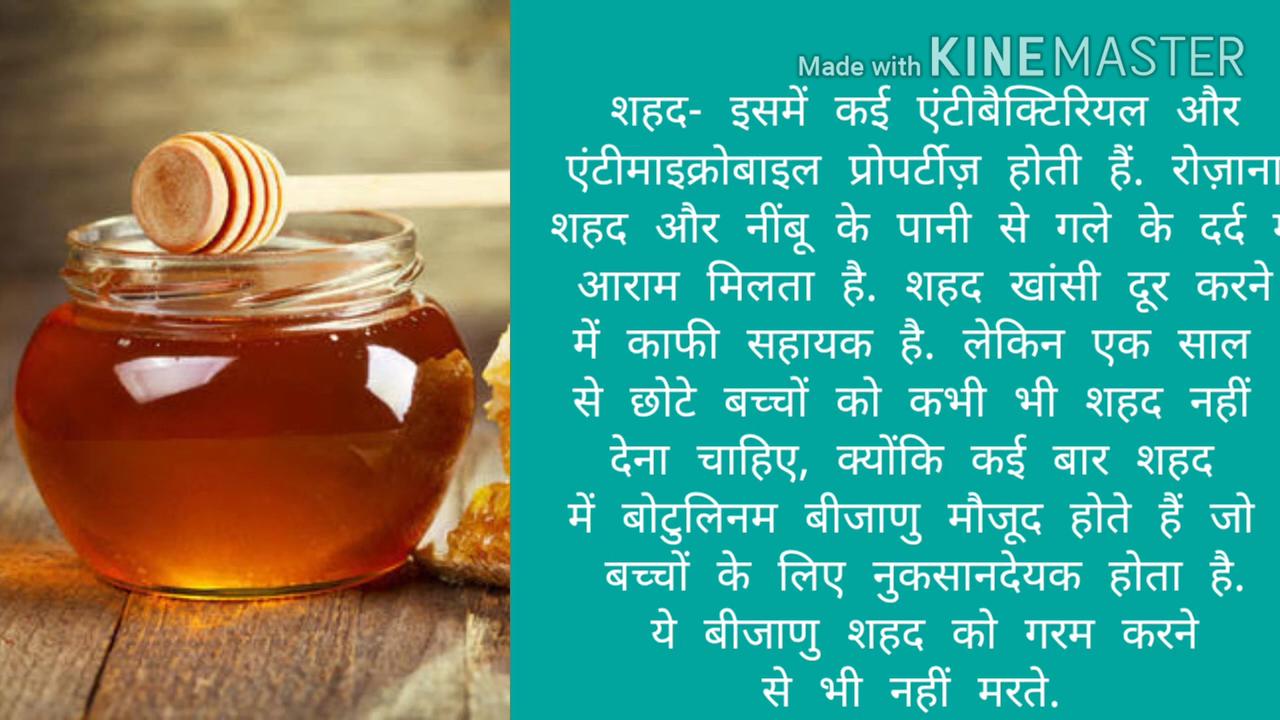 Made with KINEMASTER
शहद- इसमें कई एंटीबैक्टिरियल और
एंटीमाइक्रोबाइल प्रोपर्टीज़ होती हैं. रोज़ाना
शहद और नींबू के पानी से गले के दर्द
आराम मिलता है. शहद खांसी दूर करने
में काफी सहायक है. लेकिन एक साल
से छोटे बच्चों को कभी भी शहद नहीं
देना चाहिए, क्योंकि कई बार शहद
में बोटुलिनम बीजाणु मौजूद होते हैं जो
बच्चों के लिए नुकसानदेयक होता है.
ये बीजाणु शहद को गरम करने
से भी नहीं मरते.